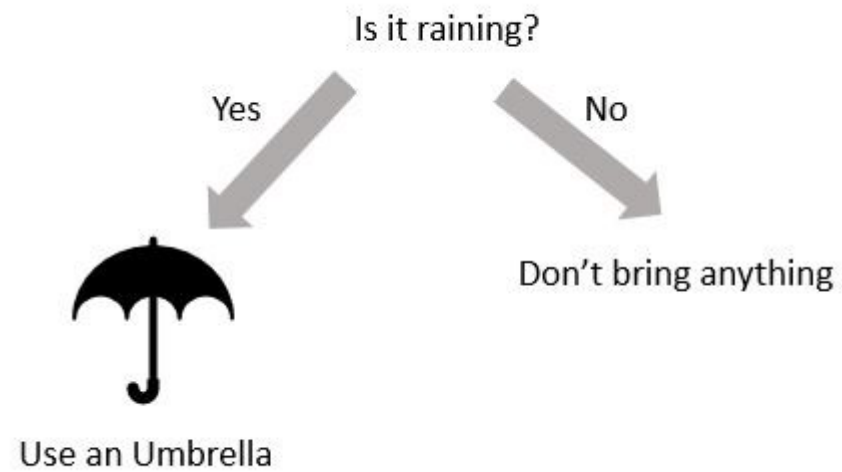 Is it raining?
Yes
No
Don't bring anything
Use an Umbrella